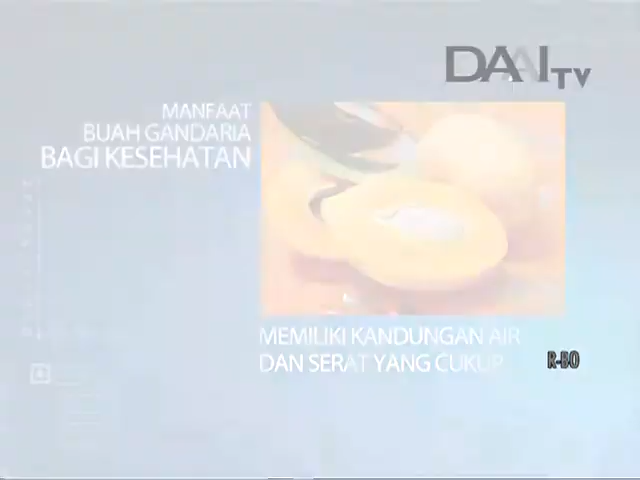 DAAI TV
MANFAAT
BUAH GANDARIA
BAGI KESEHATAN
MEMILIKI KANDUNGAN AIR
DAN SERAT YANG CUKUP
R-BO